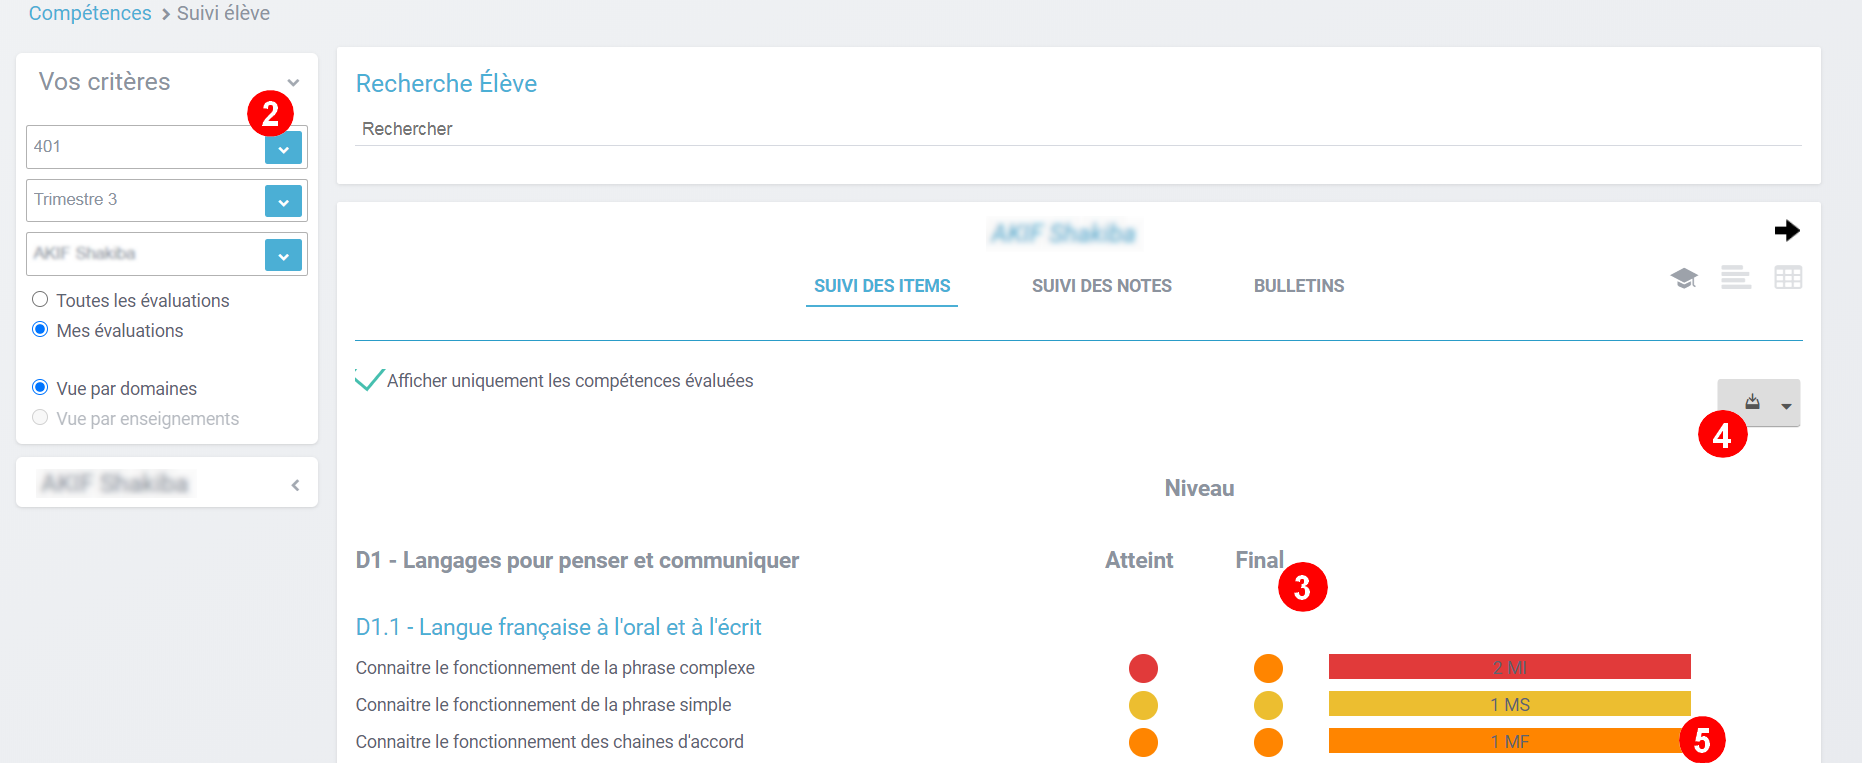 Compétences > Suivi élève
Vos critères
2
401
Trimestre 3
Toutes les évaluations
Mes évaluations
Vue par domaines
Vue par enseignements
Recherche Élève
Rechercher
SUIVI DES ITEMS
SUIVI DES NOTES
BULLETINS
Afficher uniquement les compétences évaluées
4
Niveau
D1 - Langages pour penser et communiquer
Atteint
Final
3
D1.1 - Langue française à l'oral et à l'écrit
Connaitre le fonctionnement de la phrase complexe
2 MI
Connaitre le fonctionnement de la phrase simple
1 MS
Connaitre le fonctionnement des chaines d'accord
1 MF
5